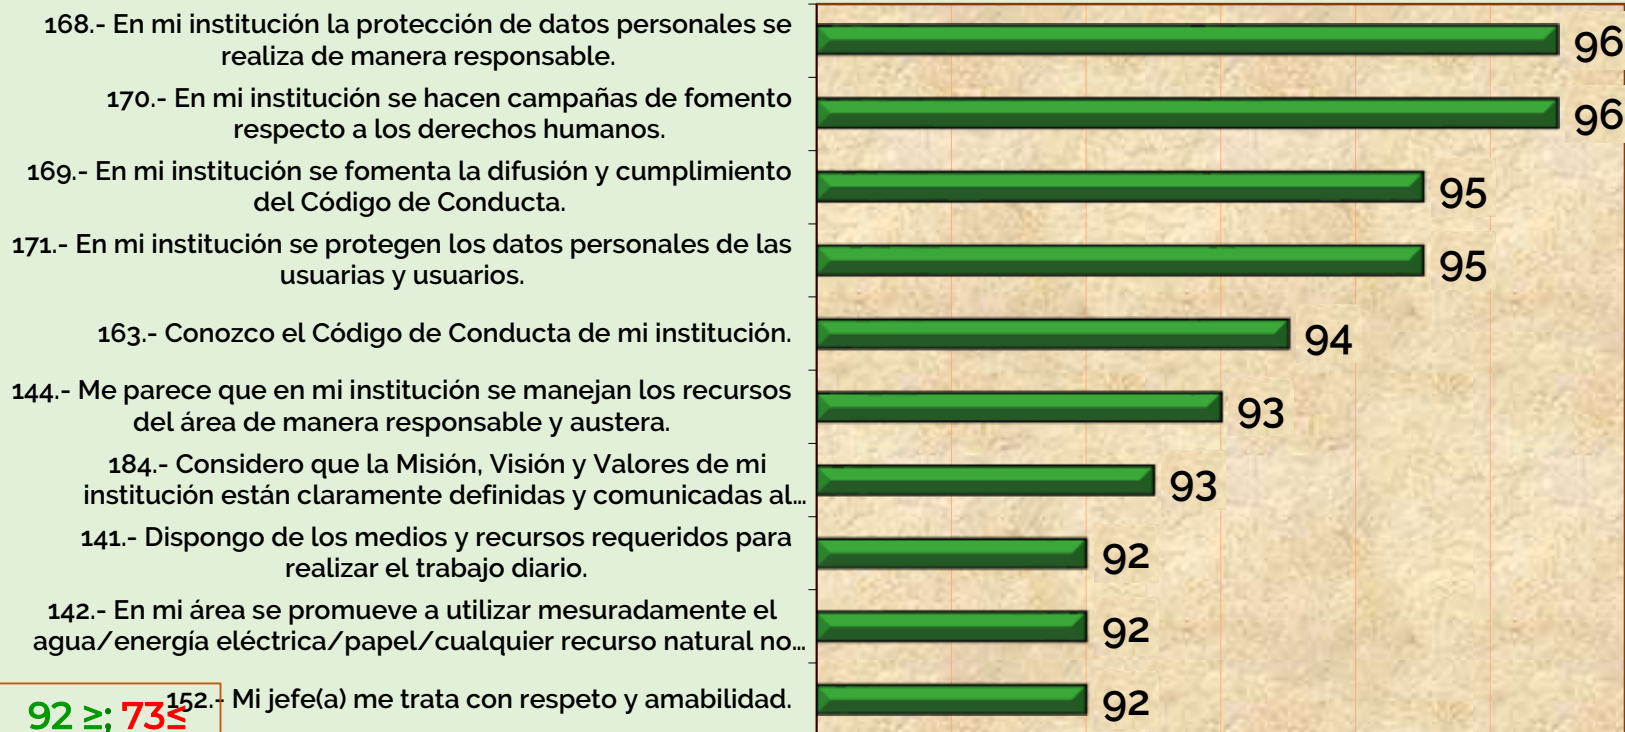 168.- En mi institución la protección de datos personales se
realiza de manera responsable.
96
170.- En mi institución se hacen campañas de fomento
respecto a los derechos humanos.
96
169.- En mi institución se fomenta la difusión y cumplimiento
del Código de Conducta.
95
171.- En mi institución se protegen los datos personales de las
usuarias y usuarios.
95
163.- Conozco el Código de Conducta de mi institución.
94
144.- Me parece que en mi institución se manejan los recursos
del área de manera responsable y austera.
93
184.- Considero que la Misión, Visión y Valores de mi
institución están claramente definidas y comunicadas al...
93
141.- Dispongo de los medios y recursos requeridos para
realizar el trabajo diario.
92
142.- En mi área se promueve a utilizar mesuradamente el
agua/energía eléctrica/papel/cualquier recurso natural no...
92
152.- Mi jefe(a) me trata con respeto y amabilidad.
92
92 ≥; 73≤